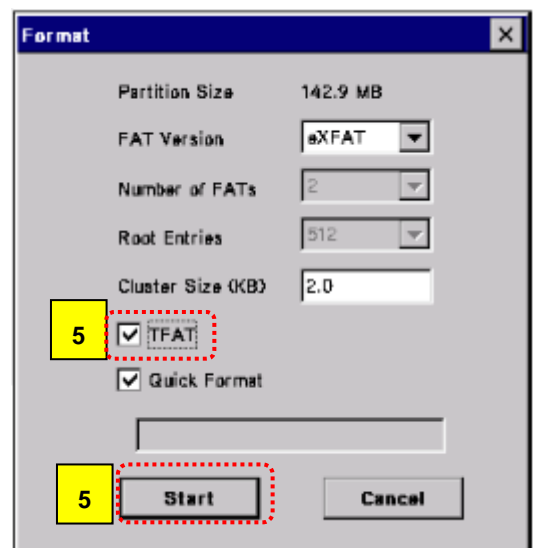 Format
Partition Size 142.9 MB
FAT Version eXFAT
Number of FATs 2
Root Entries 512
Cluster Size (KB) 2.0
5 TFAT
Quick Format
5 Start Cancel